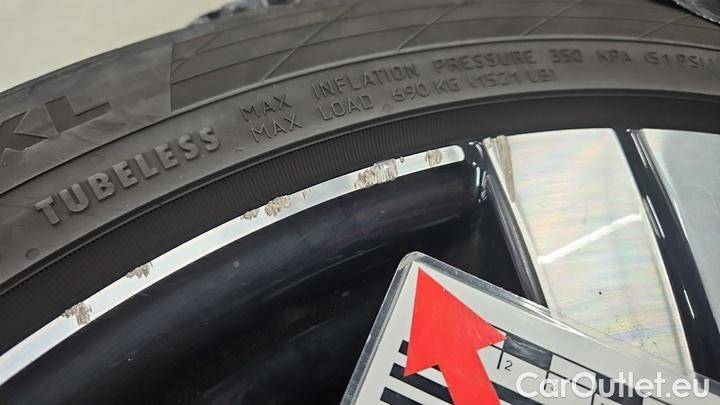 XL
TUBELESS
MAX INFLATION PRESSURE 350 KPA (51 PSI)
MAX LOAD 690 KG (1521 LB)
2
CarOutlet.eu